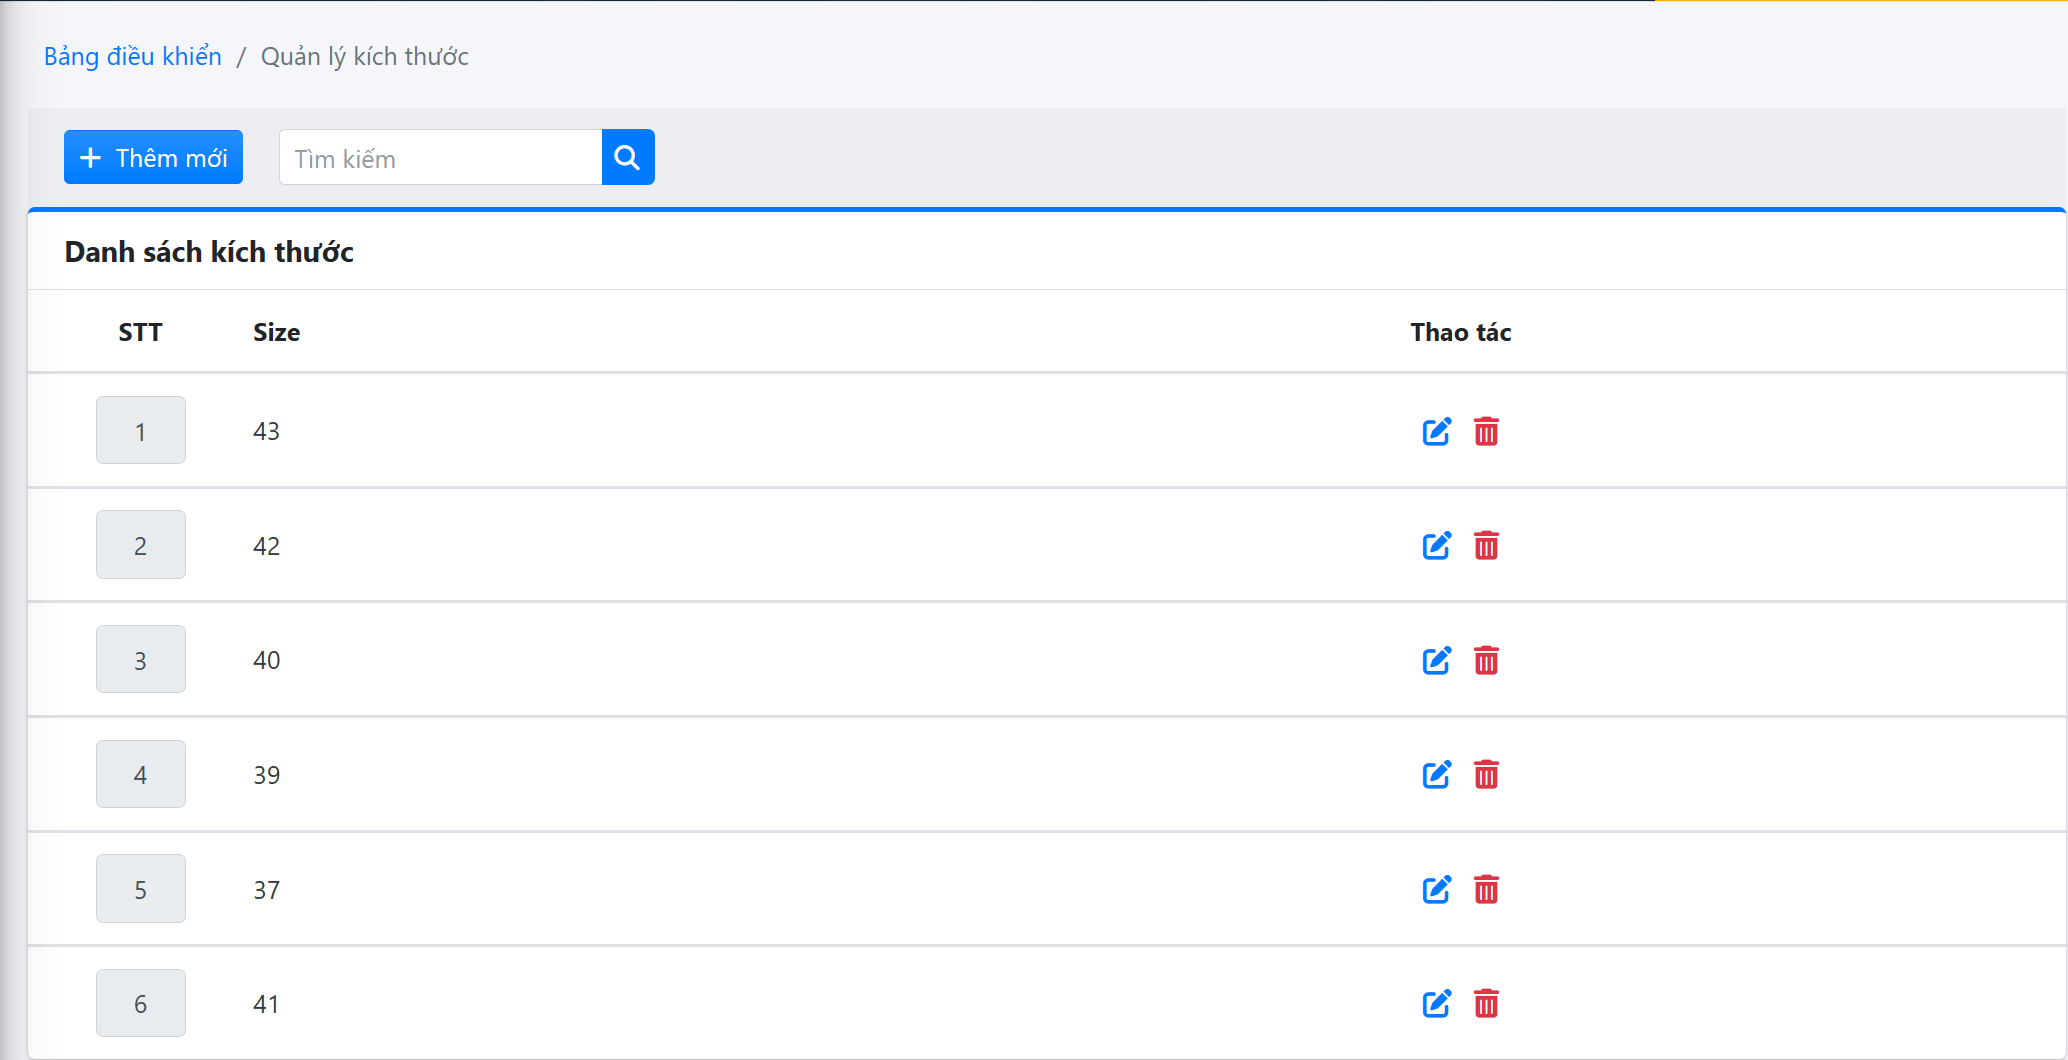 Bảng điều khiển / Quản lý kích thước
Thêm mới
Tìm kiếm
Danh sách kích thước
STT Size Thao tác
1 43
2 42
3 40
4 39
5 37
6 41